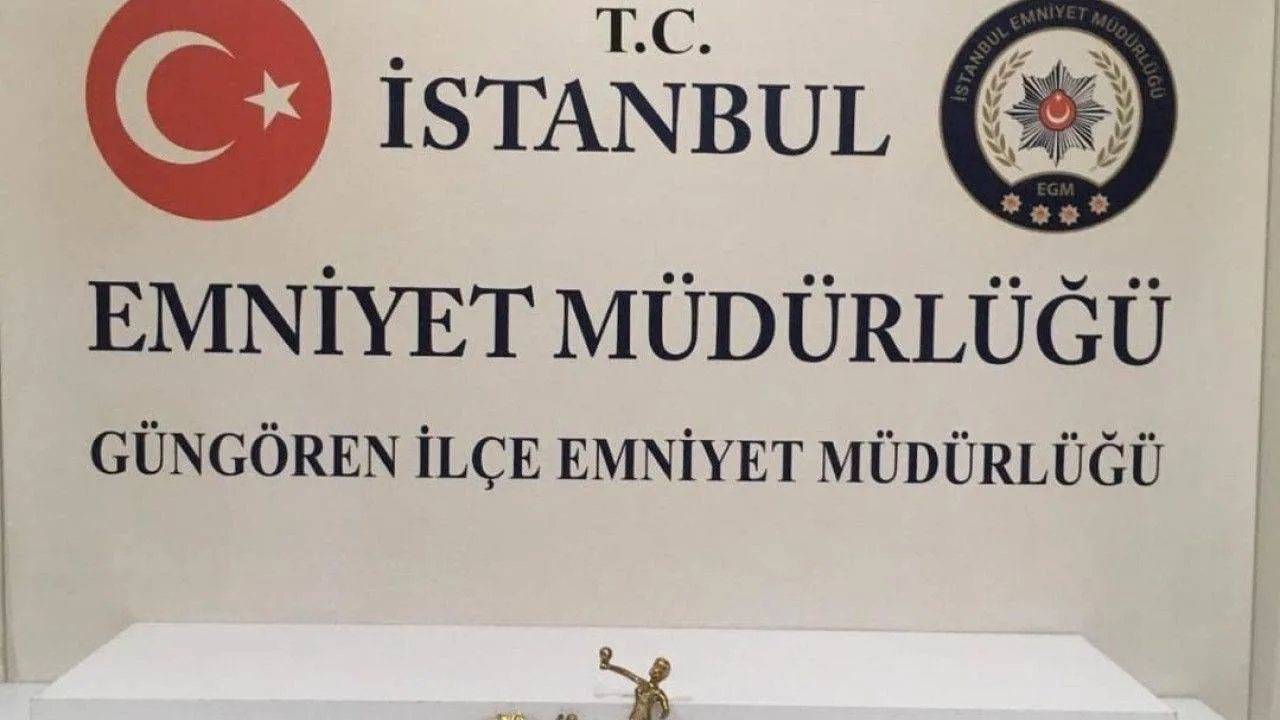 T.C.
İSTANBUL
İSTANBUL EMNİYET MÜDÜRLÜĞÜ
EGM
EMNİYET MÜDÜRLÜĞÜ
GÜNGÖREN İLÇE EMNİYET MÜDÜRLÜĞÜ